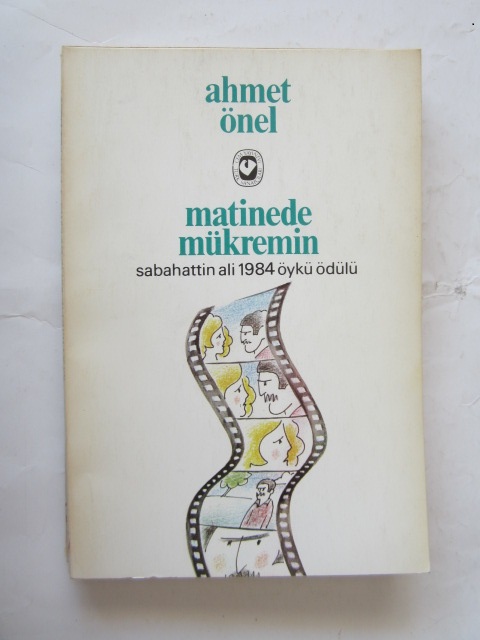 ahmet
önel
matinede
mükremin
sabahattin ali 1984 öykü ödülü